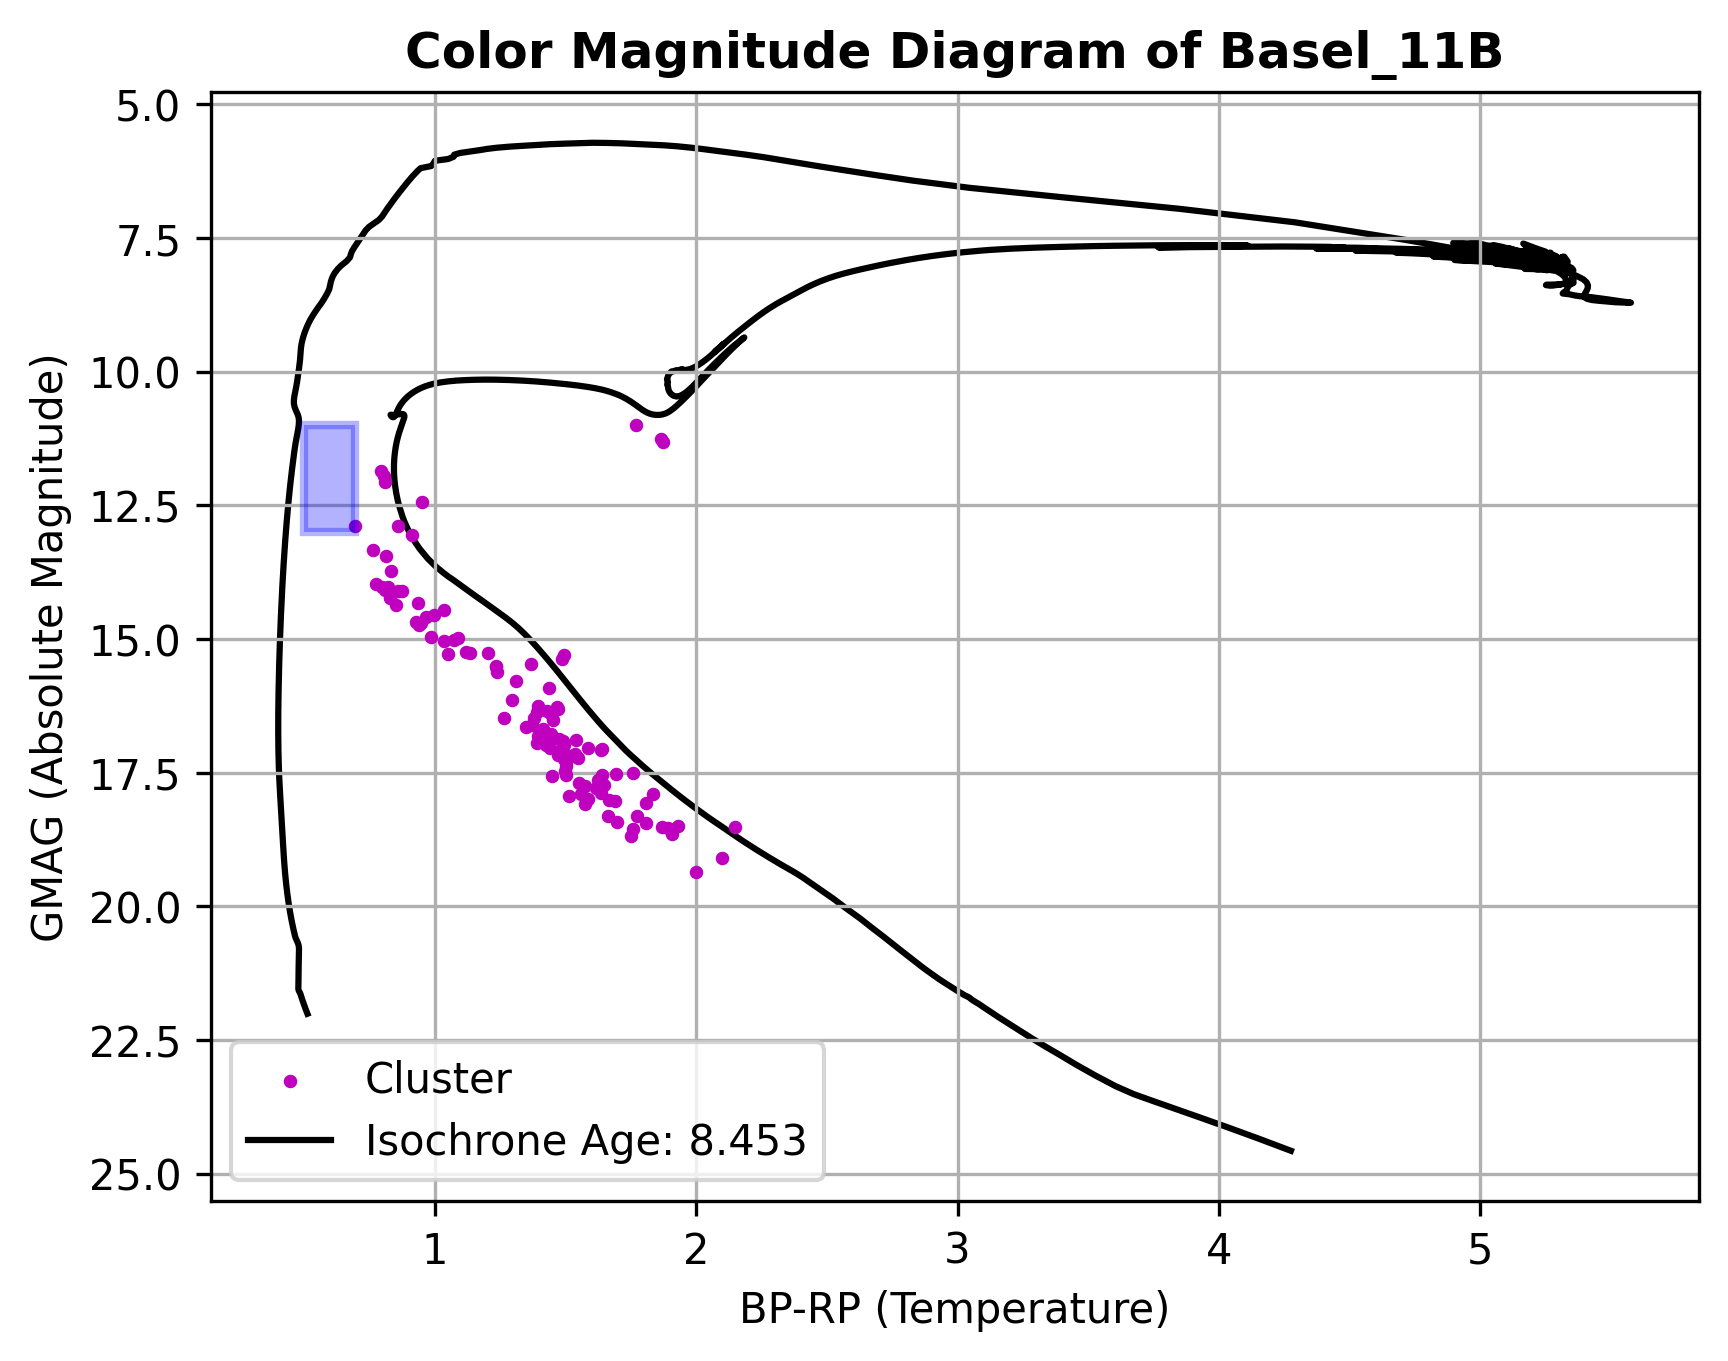 Color Magnitude Diagram of Basel_11B
GMAG (Absolute Magnitude)
5.0
7.5
10.0
12.5
15.0
17.5
20.0
22.5
25.0
Cluster
Isochrone Age: 8.453
1 2 3 4 5
BP-RP (Temperature)